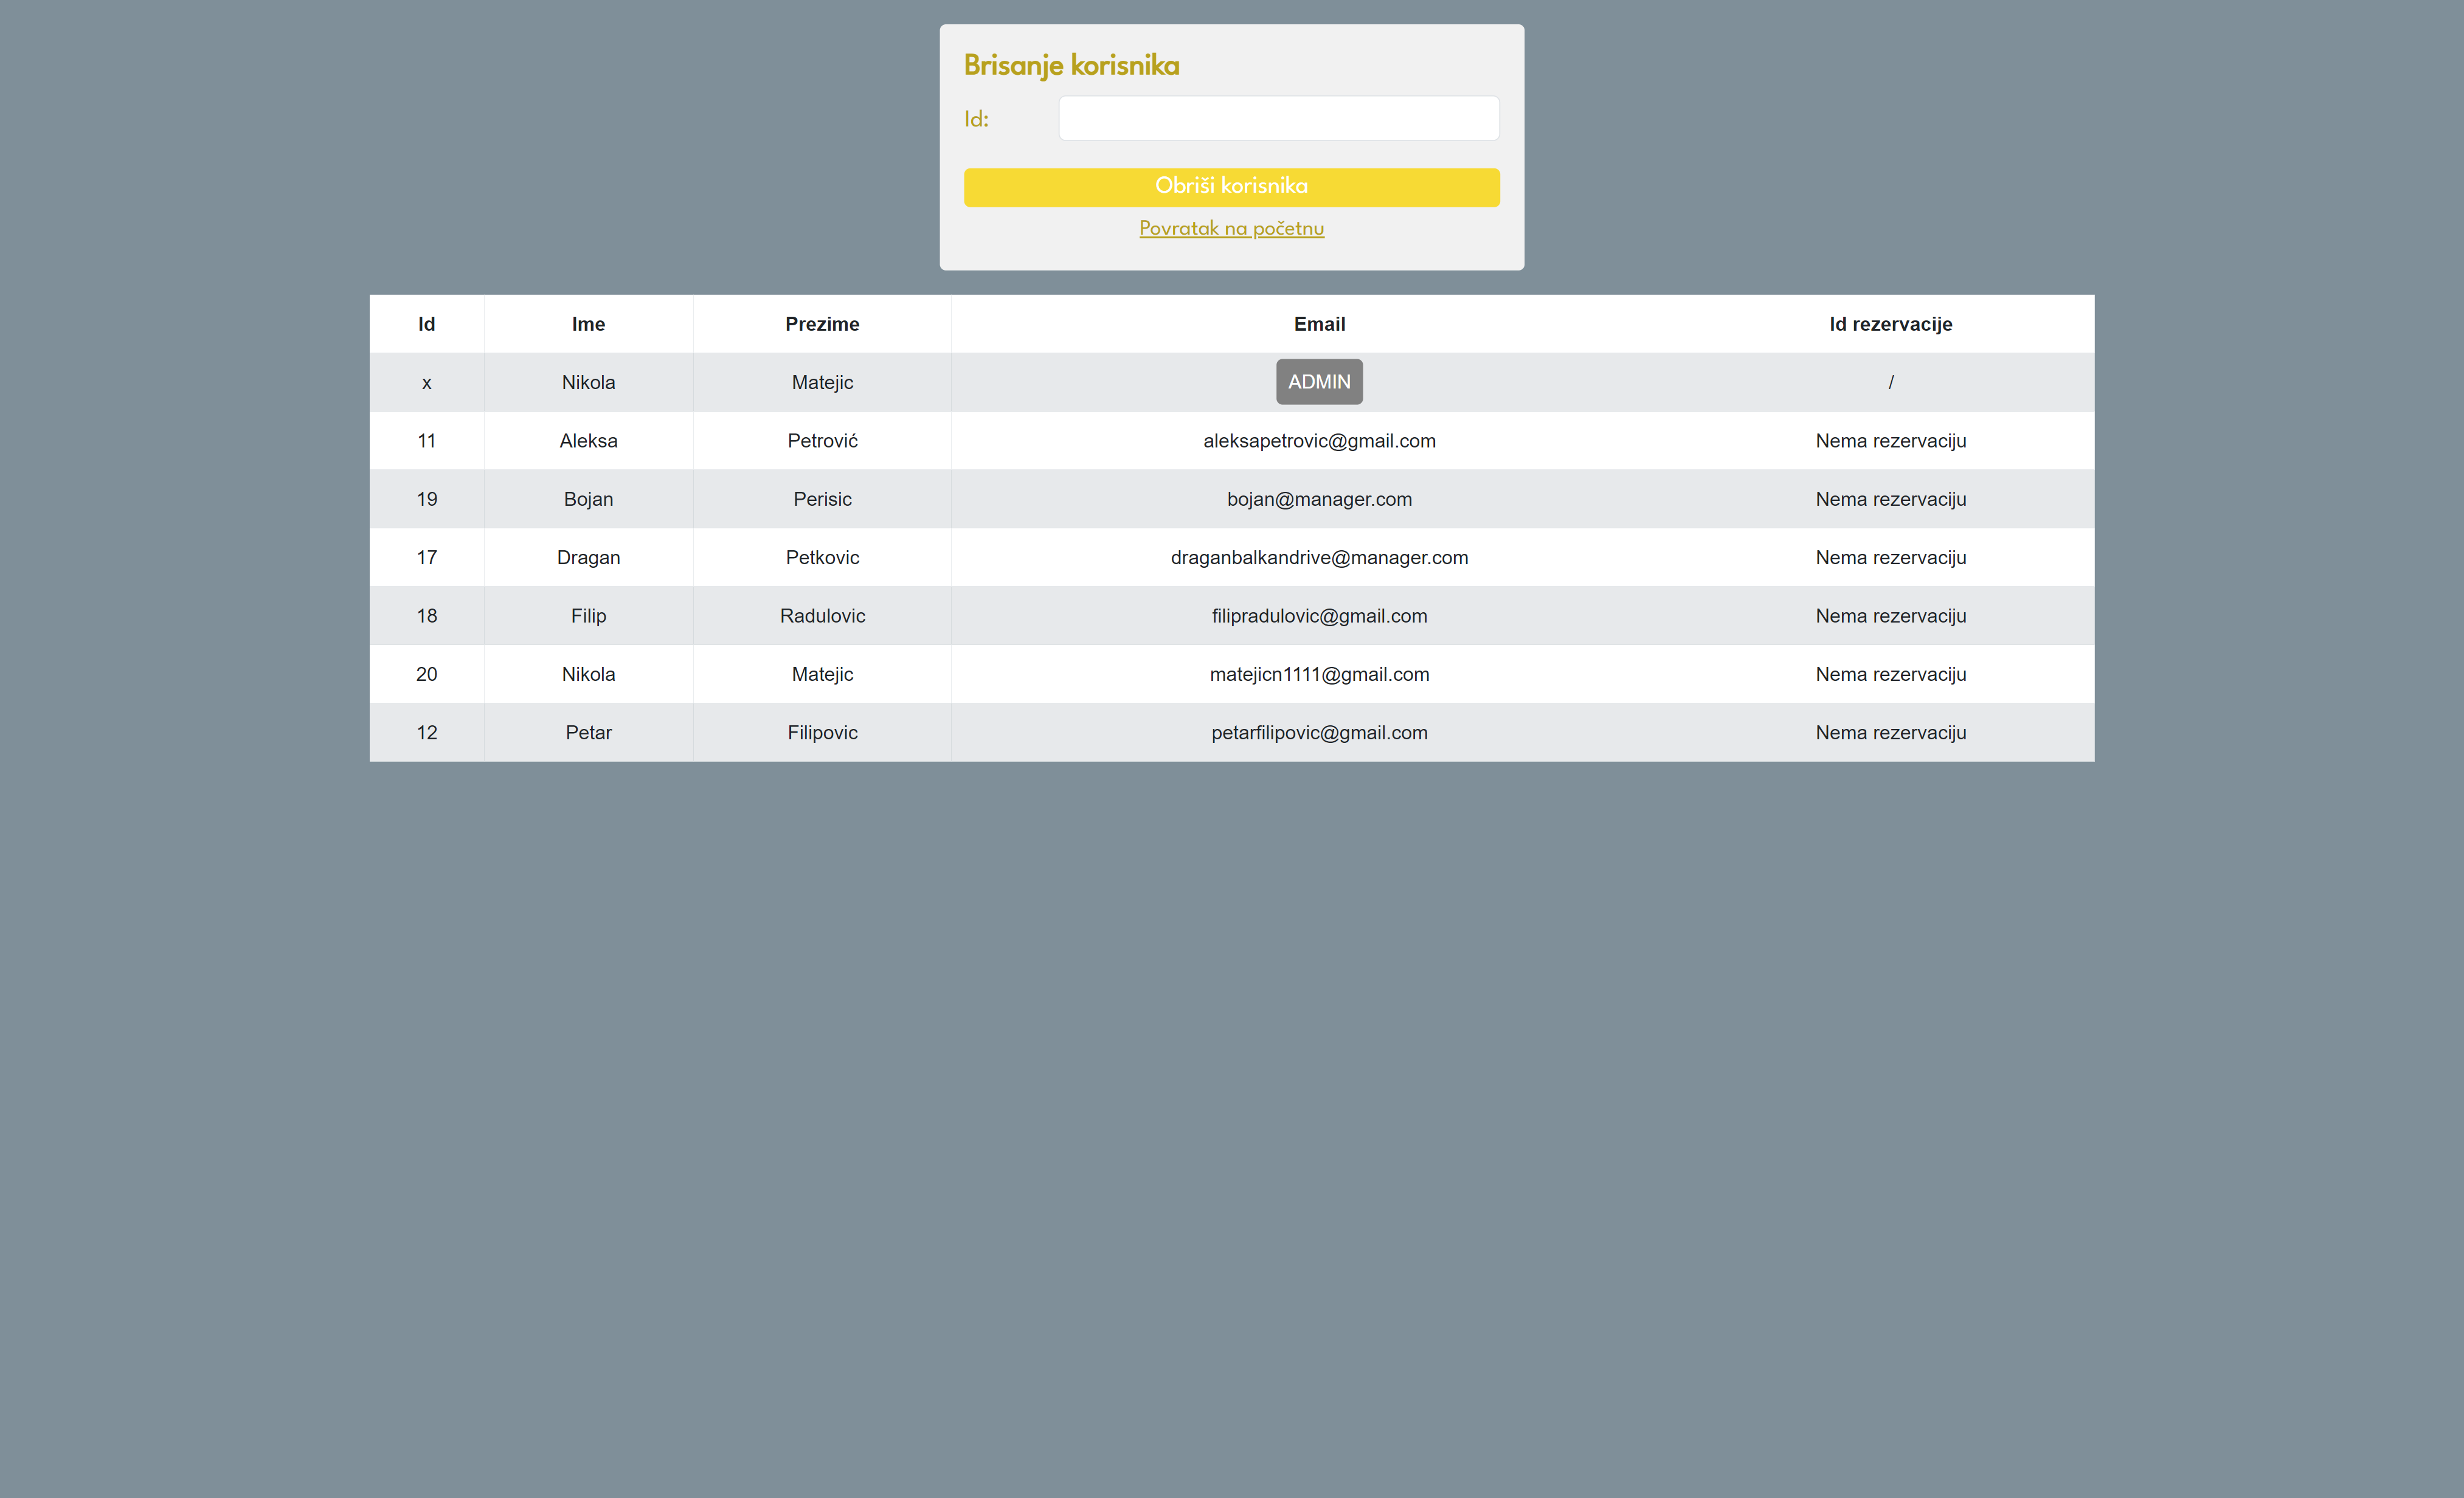 Brisanje korisnika
Id:
Obriši korisnika
Povratak na početnu
Id Ime Prezime Email Id rezervacije
x Nikola Matejic ADMIN /
11 Aleksa Petrović aleksapetrovic@gmail.com Nema rezervaciju
19 Bojan Perisic bojan@manager.com Nema rezervaciju
17 Dragan Petkovic draganbalkandrive@manager.com Nema rezervaciju
18 Filip Radulovic filipradulovic@gmail.com Nema rezervaciju
20 Nikola Matejic matejicn1111@gmail.com Nema rezervaciju
12 Petar Filipovic petarfilipovic@gmail.com Nema rezervaciju